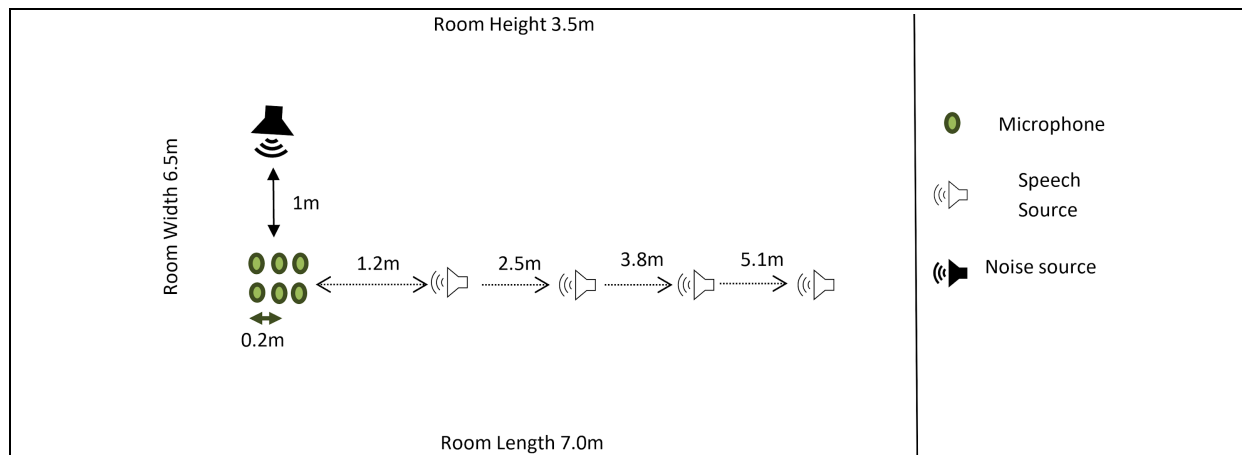 Room Height 3.5m
Room Width 6.5m
1m
1.2m
2.5m
3.8m
5.1m
0.2m
Room Length 7.0m
Microphone
Speech
Source
Noise source